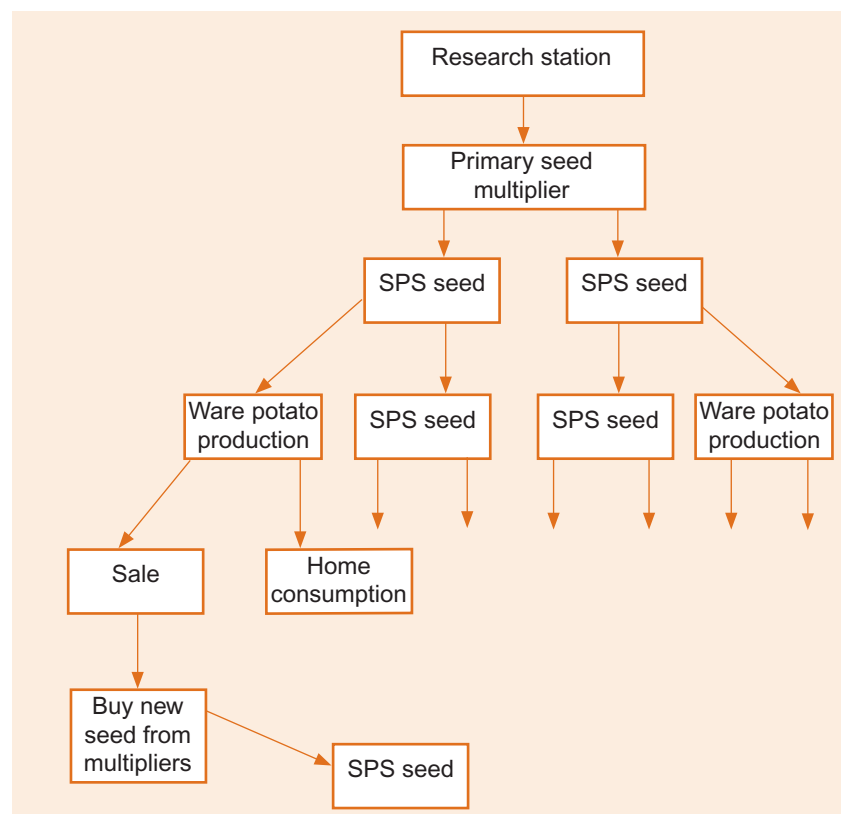 Research station
Primary seed
multiplier
SPS seed
SPS seed
Ware potato
production
SPS seed
SPS seed
Ware potato
production
Sale
Home
consumption
Buy new
seed from
multipliers
SPS seed